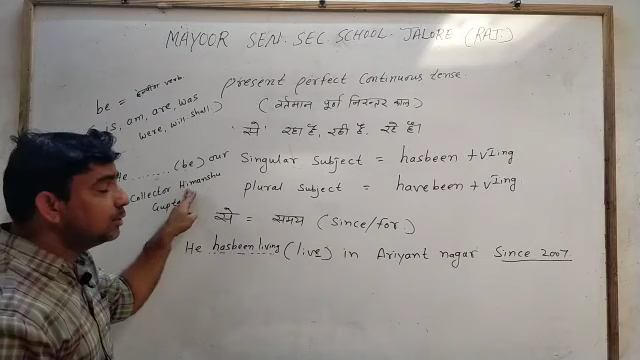 MAYOOR SEN. SEC. SCHOOL. JALORE (RAJ.)
present perfect continuous tense
(वर्तमान पूर्ण निरन्तर काल)
'से' रहा है, रही है, रहे है।
be = verb.
is, am, are, was
were, will-shall)
He ........ (be) our
Collector Himanshu
Gupta
Singular subject = hasbeen + VIing
plural subject = havebeen + VIing
से = समय (Since/for)
He hasbeen living (live) in Ariyant nagar Since 2007